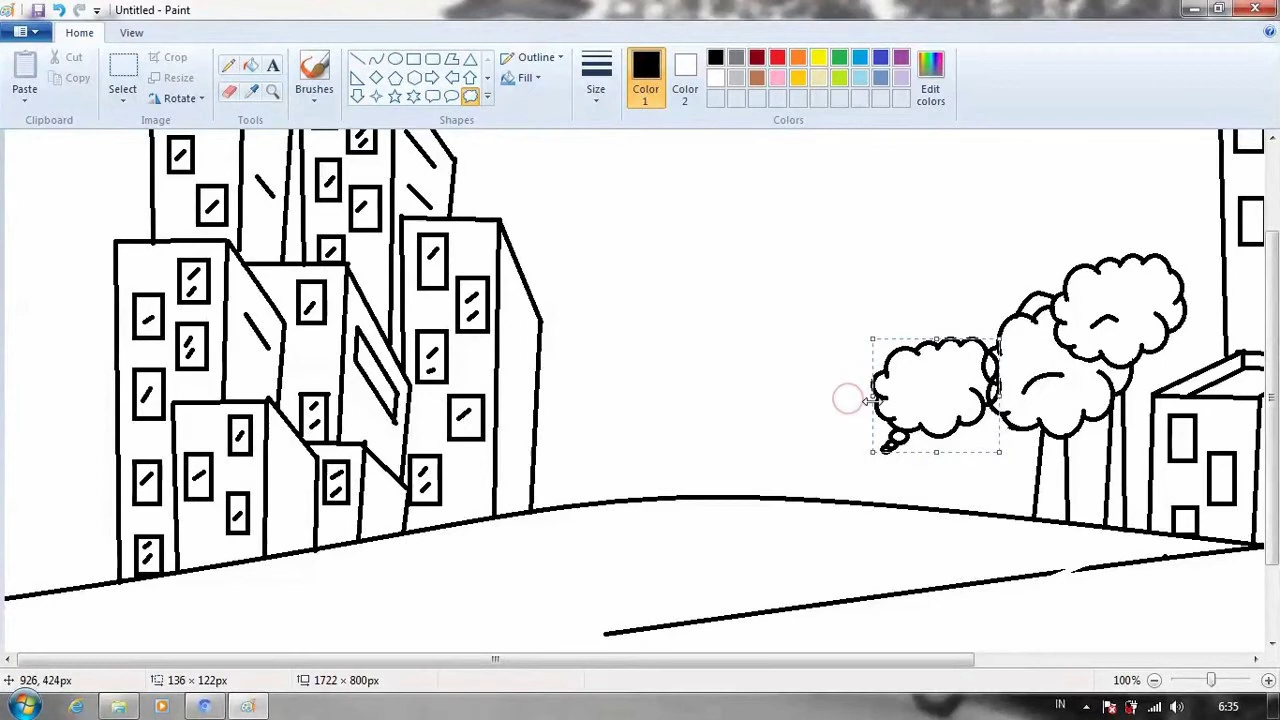 Untitled - Paint
Home View
Paste
Cut
Copy
Clipboard
Select
Crop
Resize
Rotate
Image
A
Tools
Brushes
Shapes
Outline
Fill
Size
Color 1
Color 2
Edit colors
Colors
926, 424px
136 × 122px
1722 × 800px
100%
IN
6:35